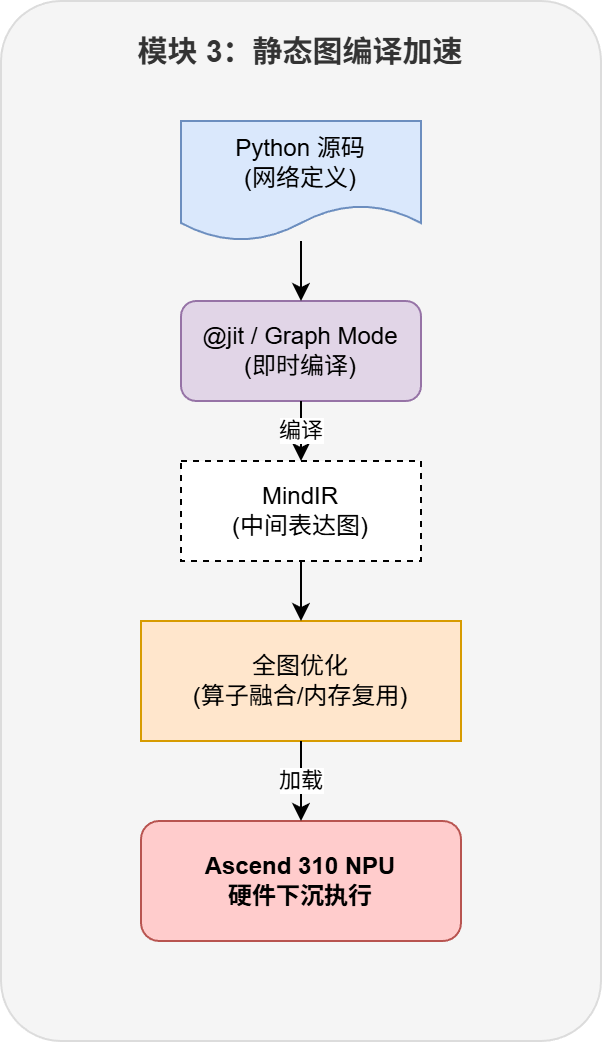 模块 3：静态图编译加速
Python 源码
(网络定义)
@jit / Graph Mode
(即时编译)
编译
MindIR
(中间表达图)
全图优化
(算子融合/内存复用)
加载
Ascend 310 NPU
硬件下沉执行